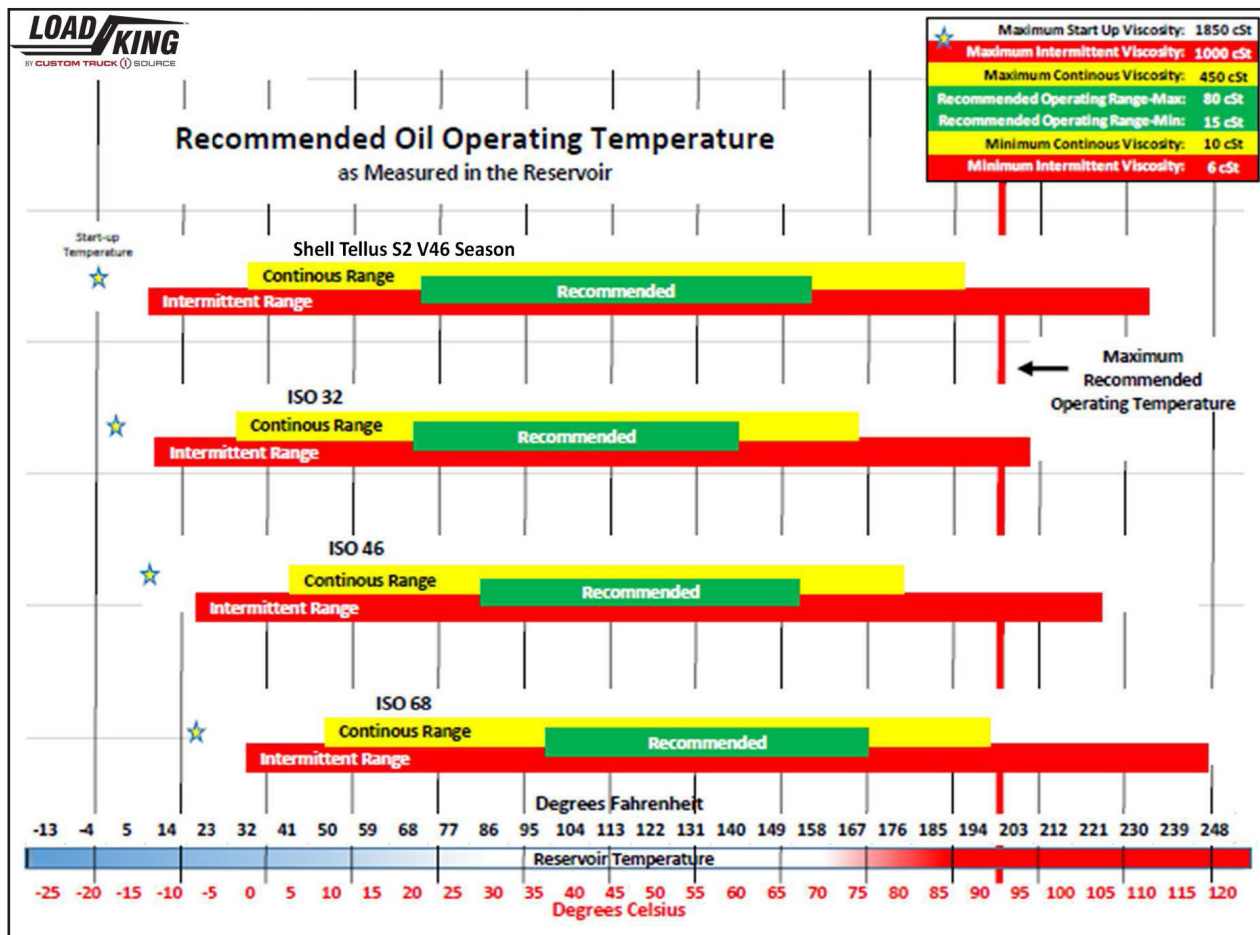 LOAD KING
BY CUSTOM TRUCK ONE SOURCE
Maximum Start Up Viscosity: 1850 cSt
Maximum Intermittent Viscosity: 1000 cSt
Maximum Continous Viscosity: 450 cSt
Recommended Operating Range-Max: 80 cSt
Recommended Operating Range-Min: 15 cSt
Minimum Continous Viscosity: 10 cSt
Minimum Intermittent Viscosity: 6 cSt
Recommended Oil Operating Temperature
as Measured in the Reservoir
Start-up
Temperature
Shell Tellus S2 V46 Season
Continous Range
Recommended
Intermittent Range
Maximum
Recommended
Operating Temperature
ISO 32
Continous Range
Recommended
Intermittent Range
ISO 46
Continous Range
Recommended
Intermittent Range
ISO 68
Continous Range
Recommended
Intermittent Range
Degrees Fahrenheit
-13 -4 5 14 23 32 41 50 59 68 77 86 95 104 113 122 131 140 149 158 167 176 185 194 203 212 221 230 239 248
Reservoir Temperature
-25 -20 -15 -10 -5 0 5 10 15 20 25 30 35 40 45 50 55 60 65 70 75 80 85 90 95 100 105 110 115 120
Degrees Celsius